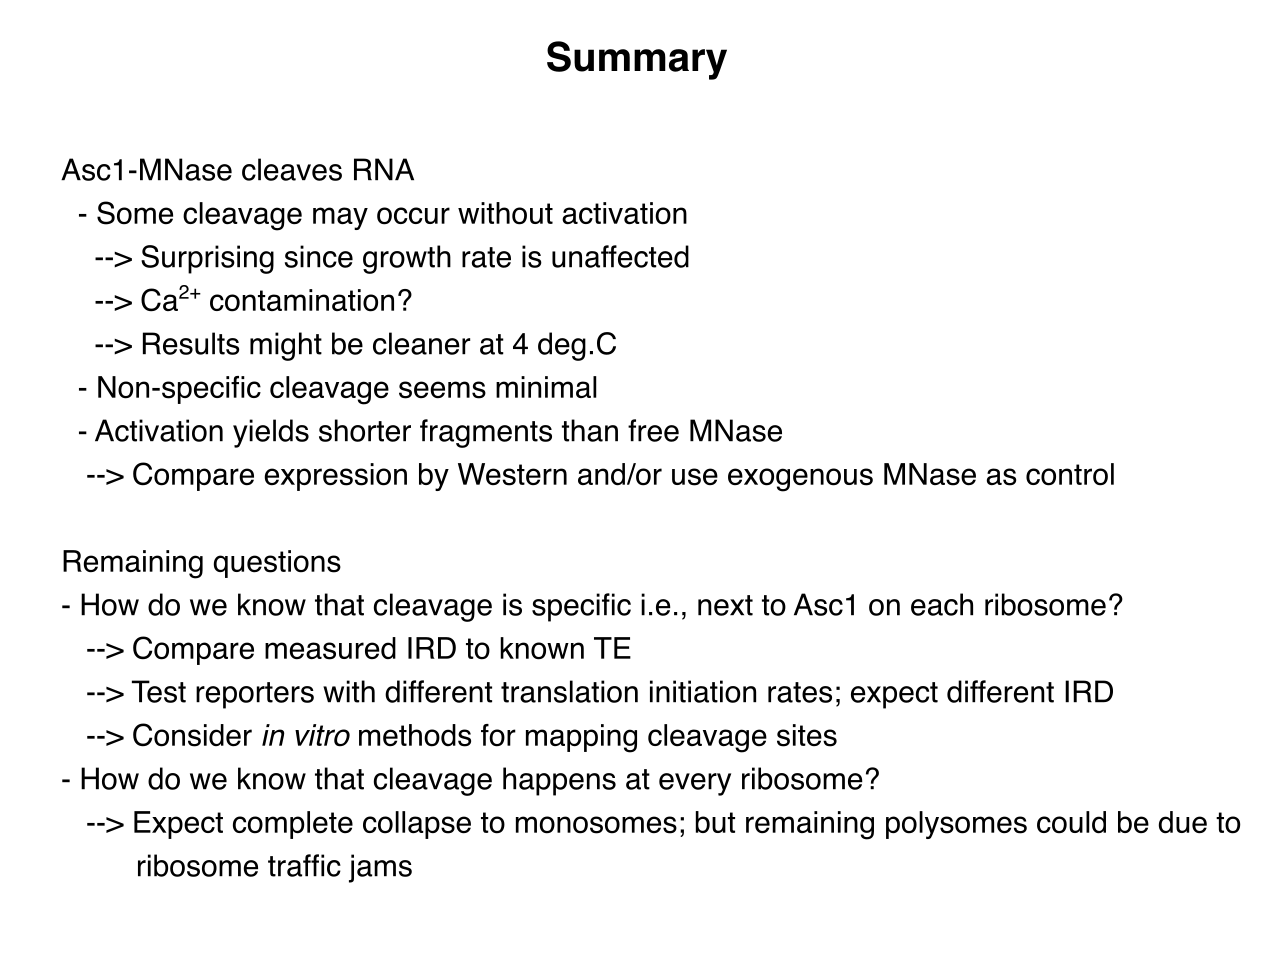 Summary
Asc1-MNase cleaves RNA
- Some cleavage may occur without activation
--> Surprising since growth rate is unaffected
--> Ca2+ contamination?
--> Results might be cleaner at 4 deg.C
- Non-specific cleavage seems minimal
- Activation yields shorter fragments than free MNase
--> Compare expression by Western and/or use exogenous MNase as control
Remaining questions
- How do we know that cleavage is specific i.e., next to Asc1 on each ribosome?
--> Compare measured IRD to known TE
--> Test reporters with different translation initiation rates; expect different IRD
--> Consider in vitro methods for mapping cleavage sites
- How do we know that cleavage happens at every ribosome?
--> Expect complete collapse to monosomes; but remaining polysomes could be due to
ribosome traffic jams